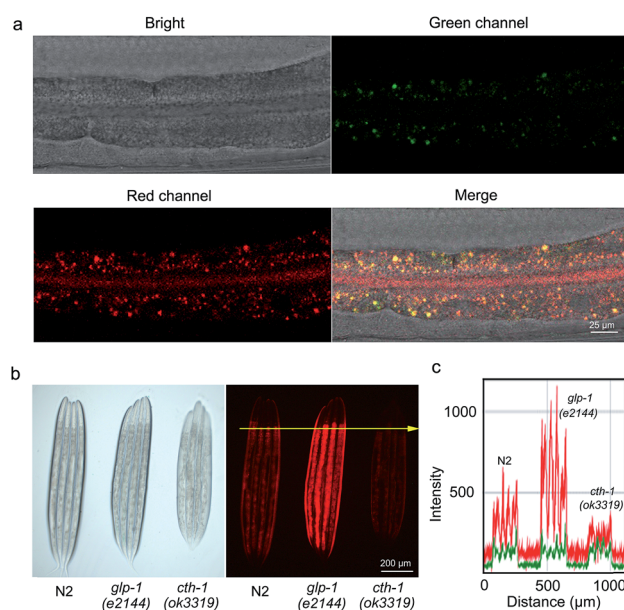 a
Bright
Green channel
Red channel
Merge
25 µm
b
200 µm
N2
glp-1
(e2144)
cth-1
(ok3319)
N2
glp-1
(e2144)
cth-1
(ok3319)
c
Intensity
1000
500
N2
glp-1
(e2144)
cth-1
(ok3319)
0
500
1000
Distance (µm)